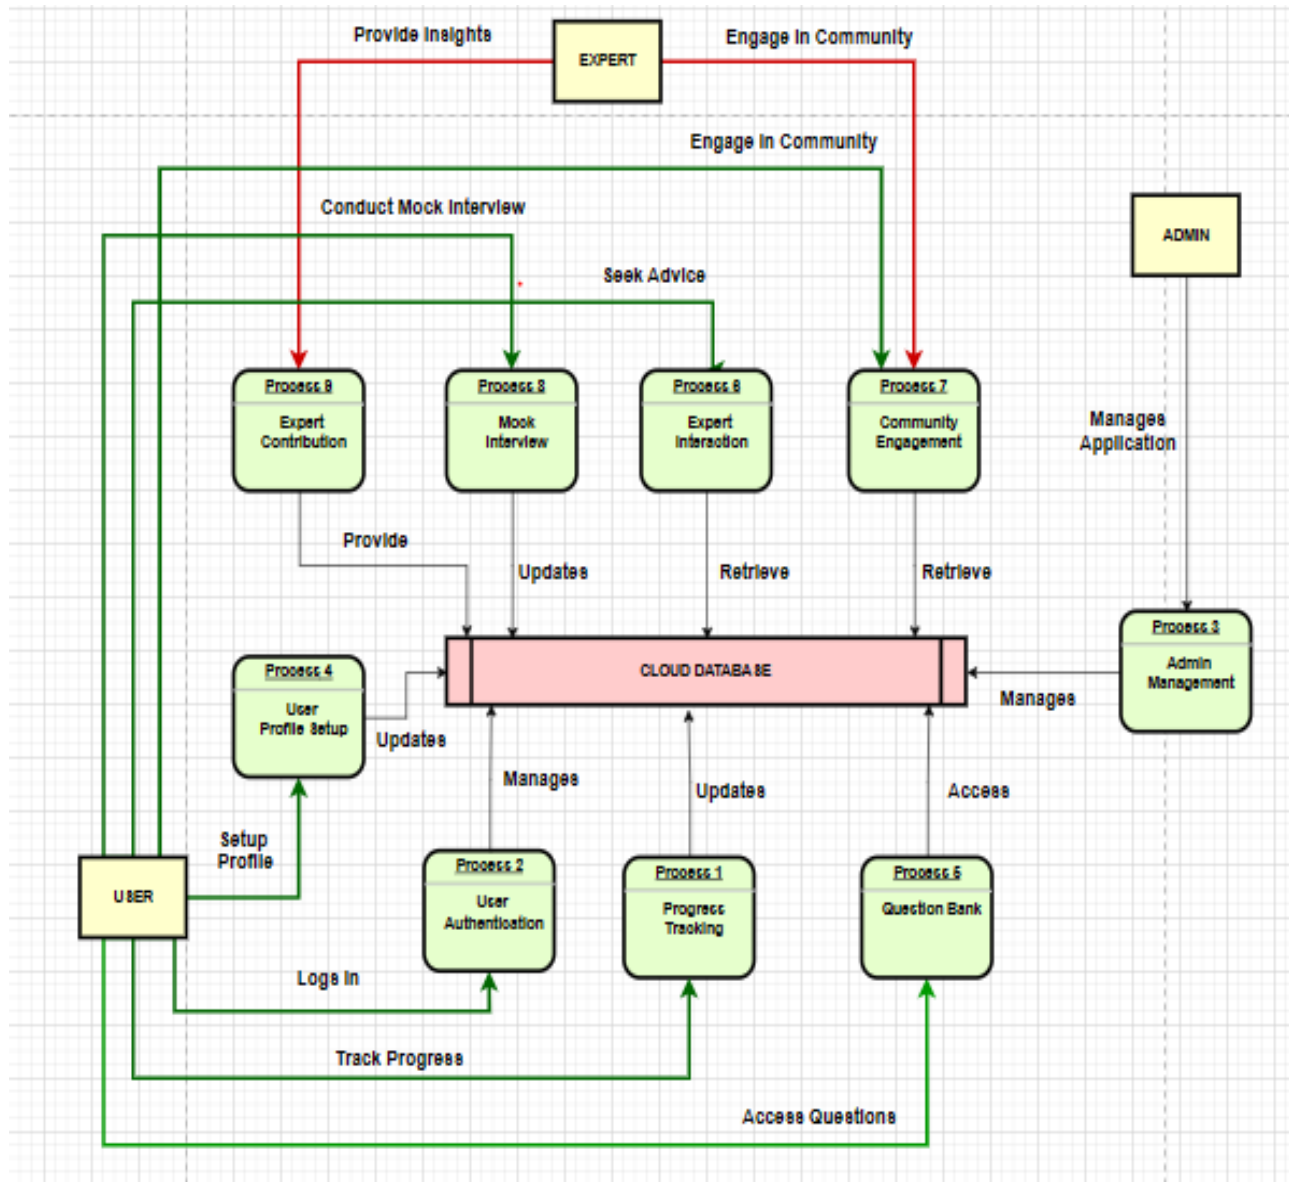 Provide Insights
EXPERT
Engage in Community
Engage in Community
Conduct Mock Interview
ADMIN
Seek Advice
Process 9
Expert
Contribution
Process 8
Mock
Interview
Process 6
Expert
Interaction
Process 7
Community
Engagement
Manages
Application
Provide
Updates
Retrieve
Retrieve
Process 3
Admin
Management
CLOUD DATABASE
Manages
Process 4
User
Profile Setup
Updates
Manages
Updates
Access
Setup
Profile
USER
Process 2
User
Authentication
Process 1
Progress
Tracking
Process 5
Question Bank
Logs in
Track Progress
Access Questions